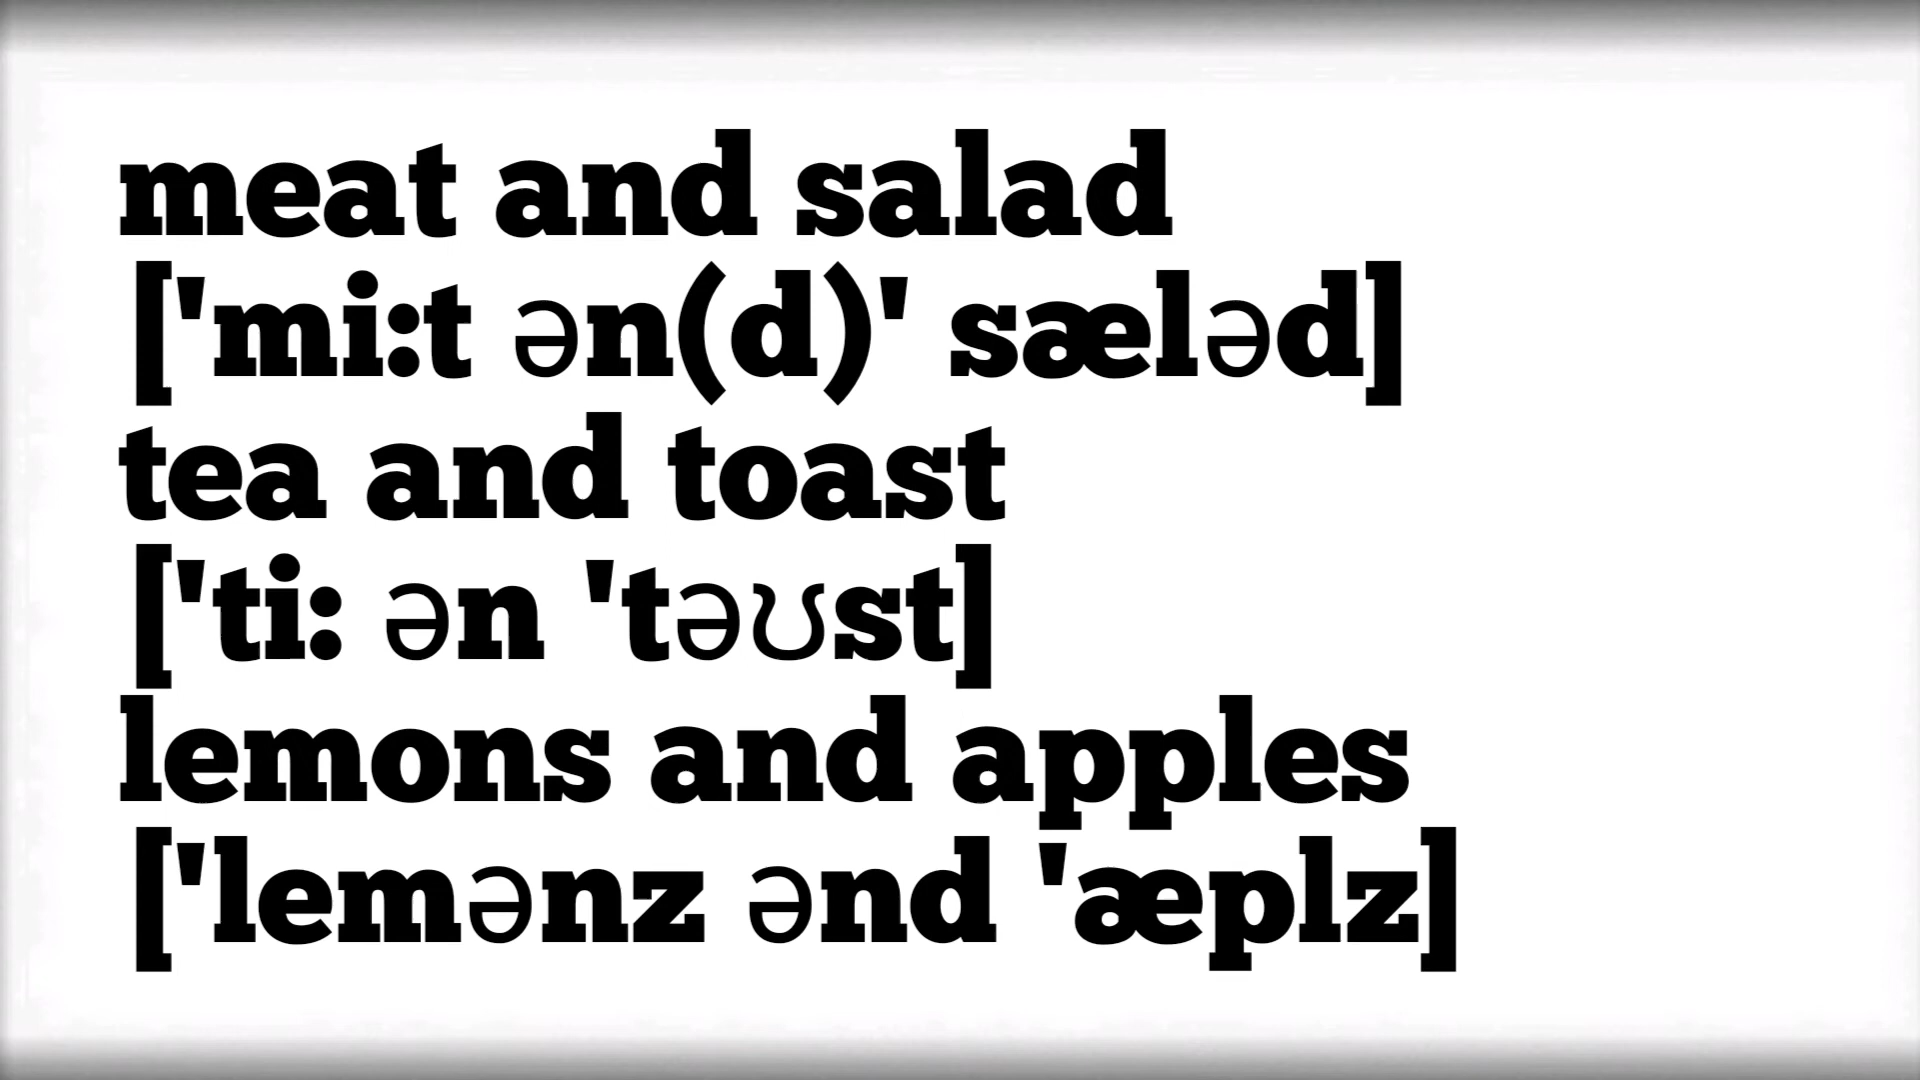 meat and salad
['mi:t ən(d)' sæləd]
tea and toast
['ti: ən 'təʊst]
lemons and apples
['lemənz ənd 'æplz]